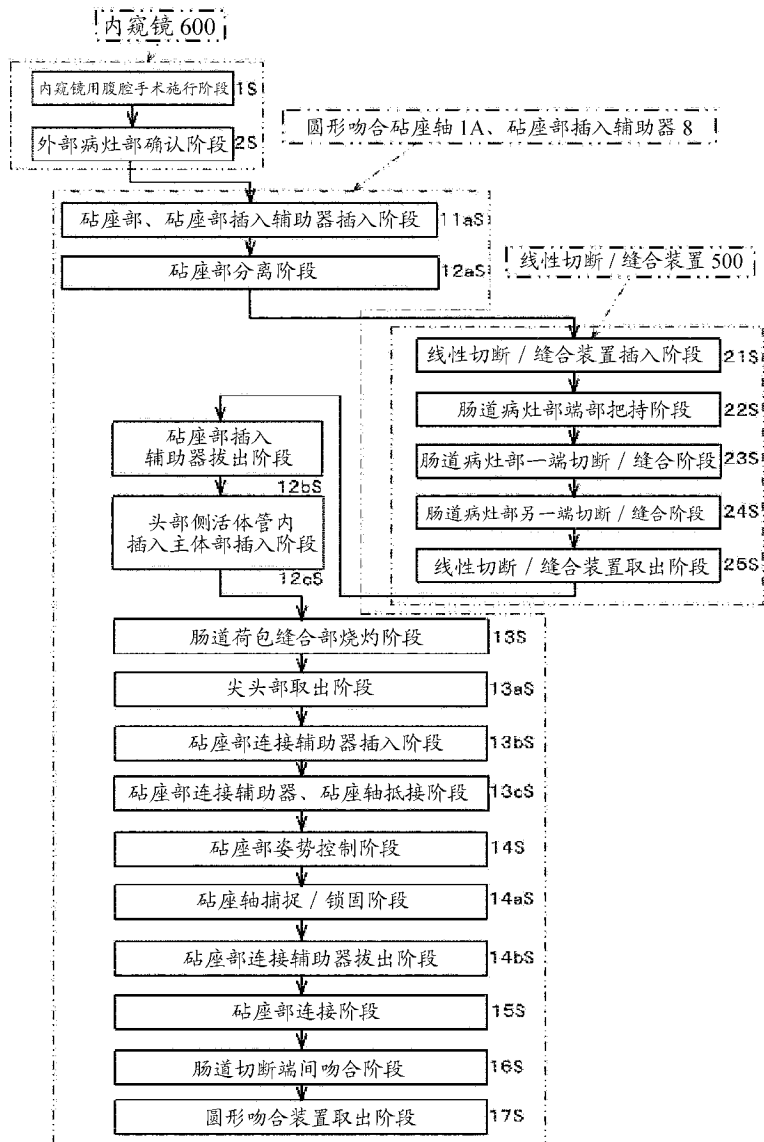 内窥镜 600
内窥镜用腹腔手术施行阶段 1S
外部病灶部确认阶段 2S
圆形吻合砧座轴 1A、砧座部插入辅助器 8
砧座部、砧座部插入辅助器插入阶段 11aS
砧座部分离阶段 12aS
线性切断 / 缝合装置 500
线性切断 / 缝合装置插入阶段 21S
肠道病灶部端部把持阶段 22S
肠道病灶部一端切断 / 缝合阶段 23S
肠道病灶部另一端切断 / 缝合阶段 24S
线性切断 / 缝合装置取出阶段 25S
砧座部插入
辅助器拔出阶段
12bS
头部侧活体管内
插入主体部插入阶段
12cS
肠道荷包缝合部烧灼阶段 13S
尖头部取出阶段 13aS
砧座部连接辅助器插入阶段 13bS
砧座部连接辅助器、砧座轴抵接阶段 13cS
砧座部姿势控制阶段 14S
砧座轴捕捉 / 锁固阶段 14aS
砧座部连接辅助器拔出阶段 14bS
砧座部连接阶段 15S
肠道切断端间吻合阶段 16S
圆形吻合装置取出阶段 17S